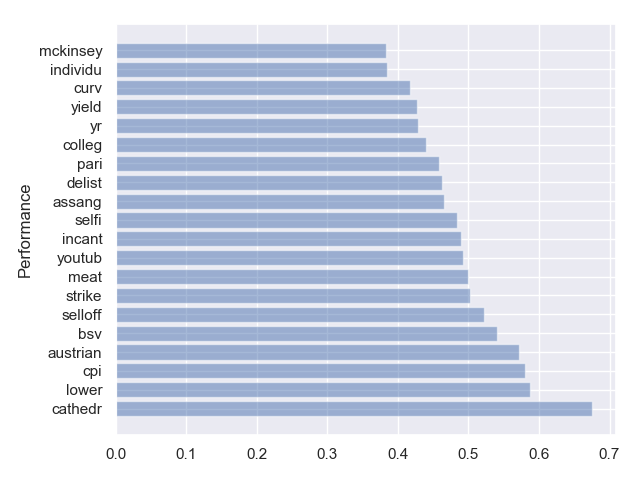 mckinsey
individu
curv
yield
yr
colleg
pari
delist
assang
selfi
incant
youtub
meat
strike
selloff
bsv
austrian
cpi
lower
cathedr
Performance
0.0 0.1 0.2 0.3 0.4 0.5 0.6 0.7